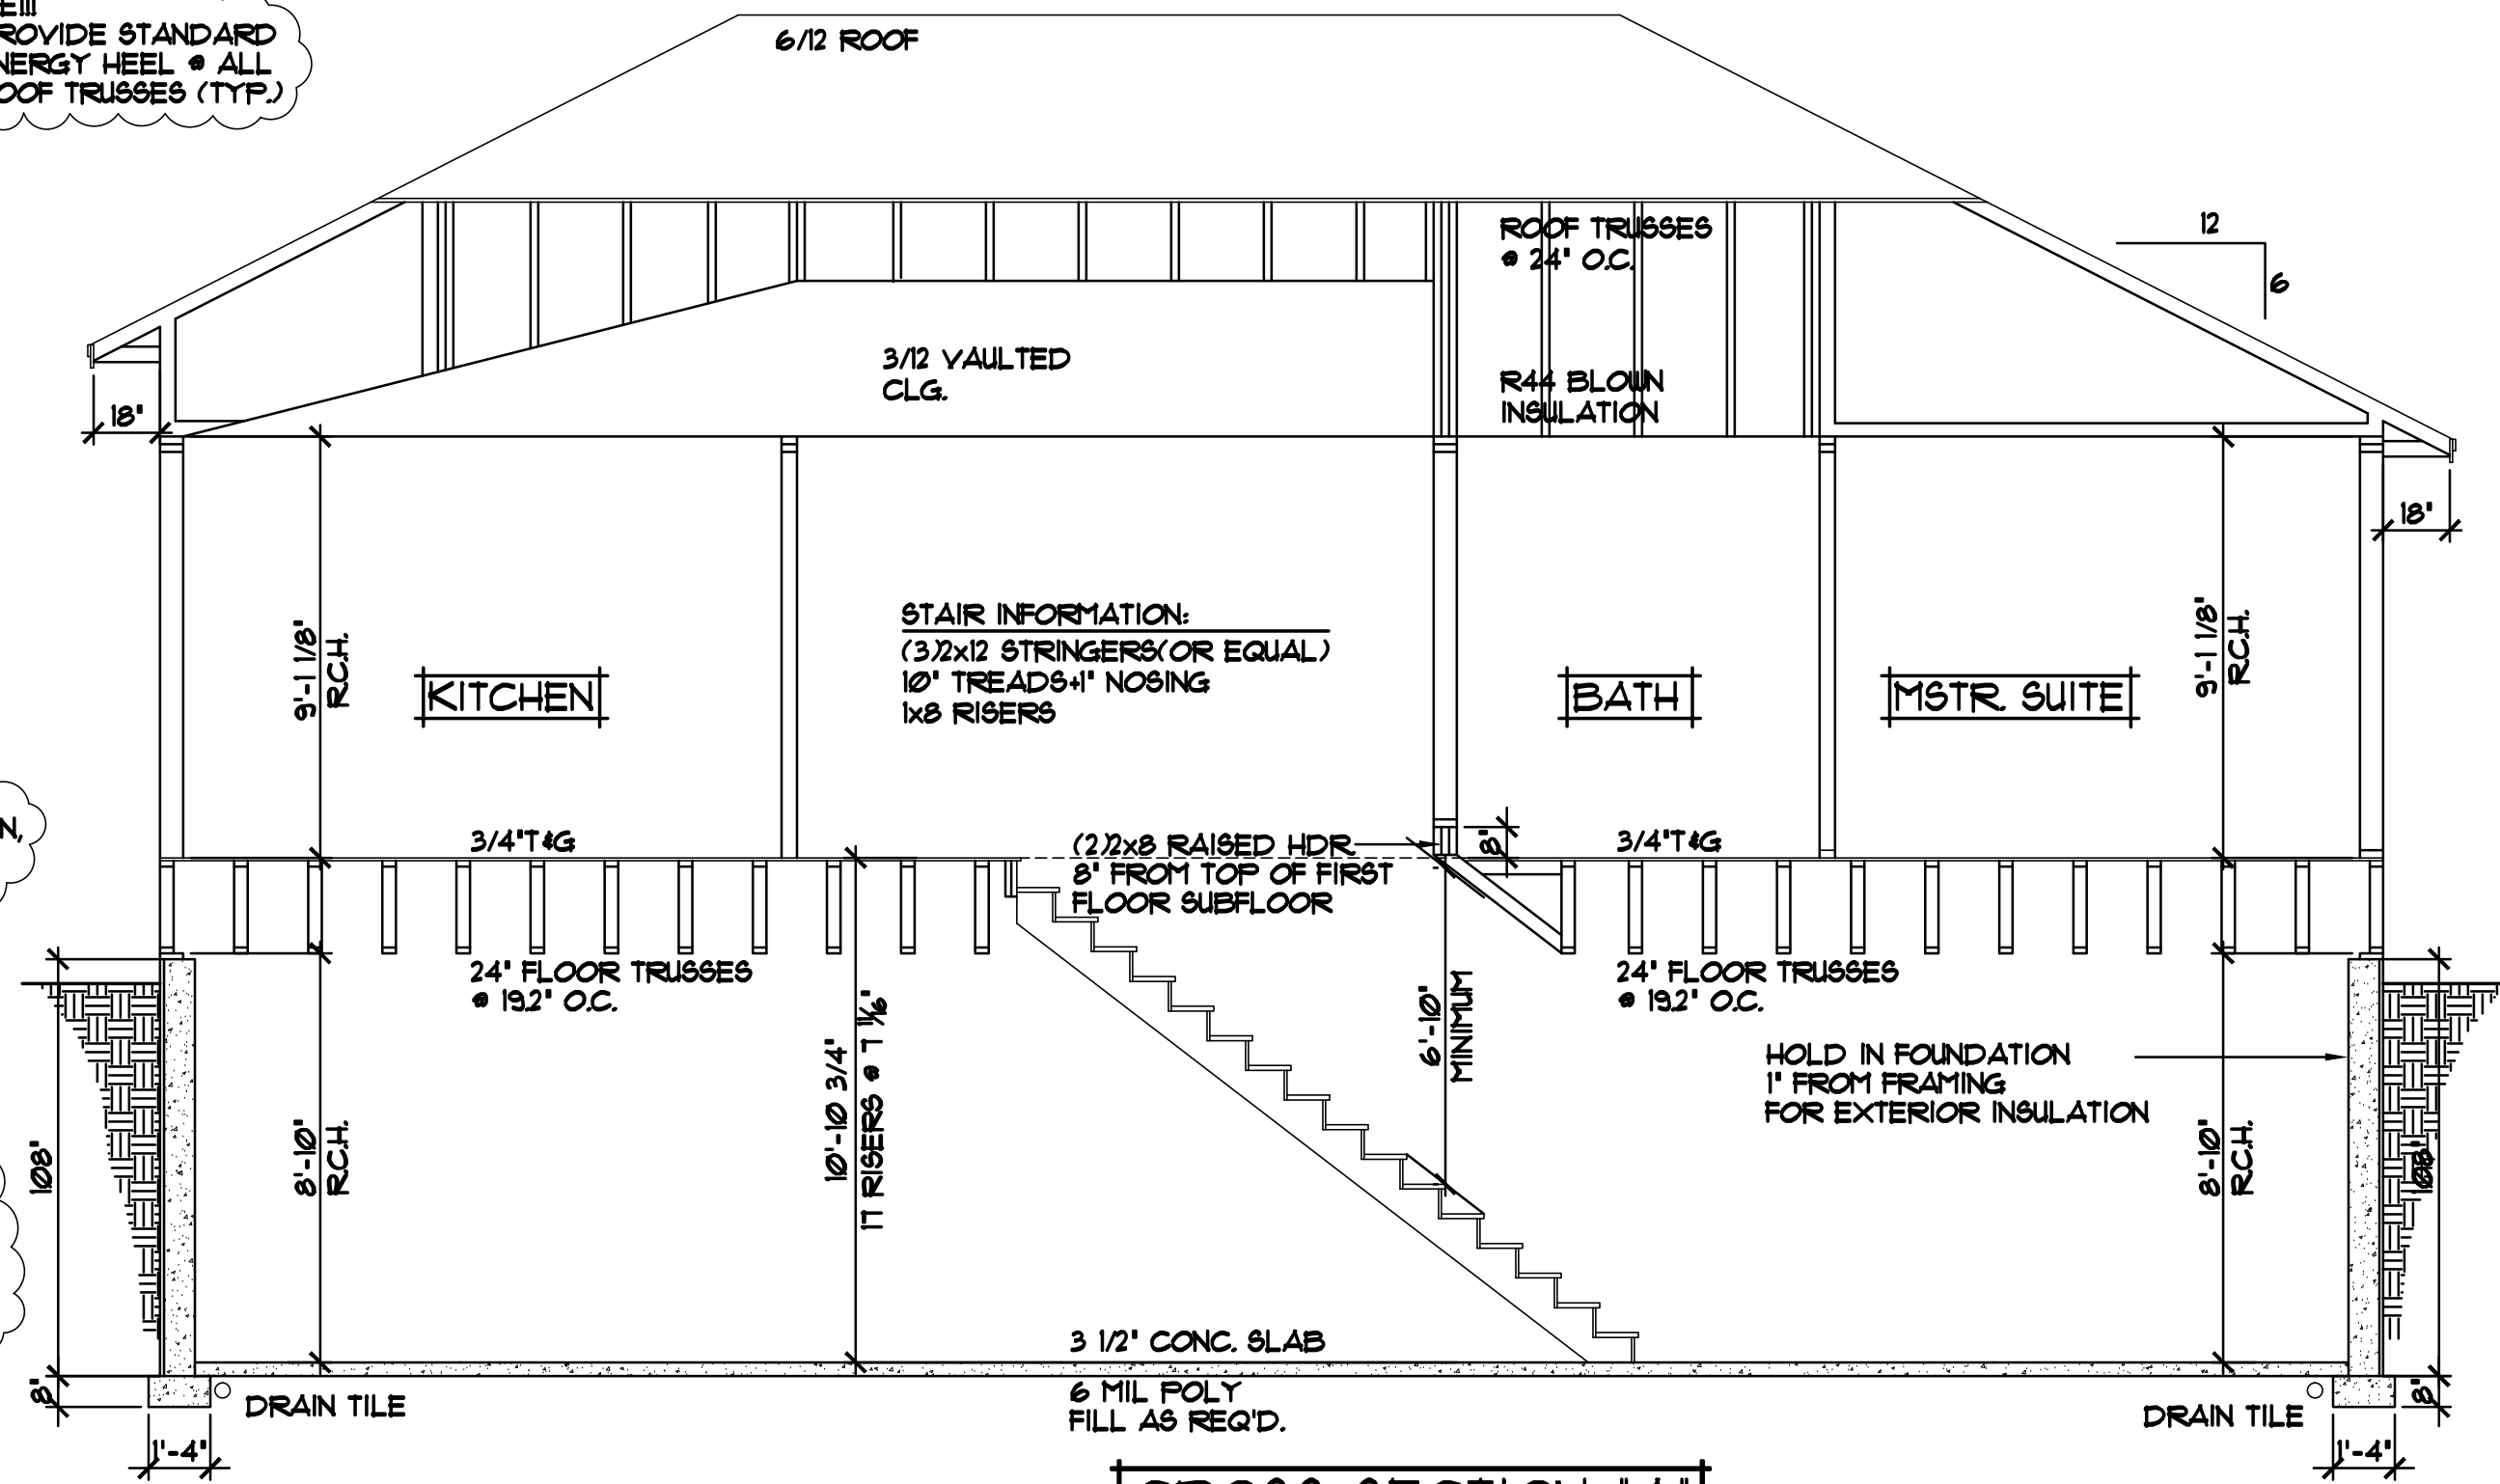 ROVIDE STANDARD
NERGY HEEL @ ALL
OOF TRUSSES (TYP.)
6/12 ROOF
ROOF TRUSSES
@ 24" O.C.
12
6
3/12 VAULTED
CLG.
R44 BLOWN
INSULATION
18"
18"
9'-1 1/8"
R.C.H.
KITCHEN
STAIR INFORMATION:
(3)2x12 STRINGERS(OR EQUAL)
10" TREADS+1" NOSING
1x8 RISERS
BATH
MSTR. SUITE
9'-1 1/8"
R.C.H.
3/4"T&G
(2)2x8 RAISED HDR.
8" FROM TOP OF FIRST
FLOOR SUBFLOOR
8"
3/4"T&G
24" FLOOR TRUSSES
@ 19.2" O.C.
24" FLOOR TRUSSES
@ 19.2" O.C.
6'-10"
MINIMUM
10'-10 3/4"
17 RISERS @ 7 11/16"
HOLD IN FOUNDATION
1" FROM FRAMING
FOR EXTERIOR INSULATION
108"
8'-10"
R.C.H.
8'-10"
R.C.H.
108"
3 1/2" CONC. SLAB
6 MIL POLY
FILL AS REQ'D.
8"
DRAIN TILE
DRAIN TILE
8"
1'-4"
1'-4"